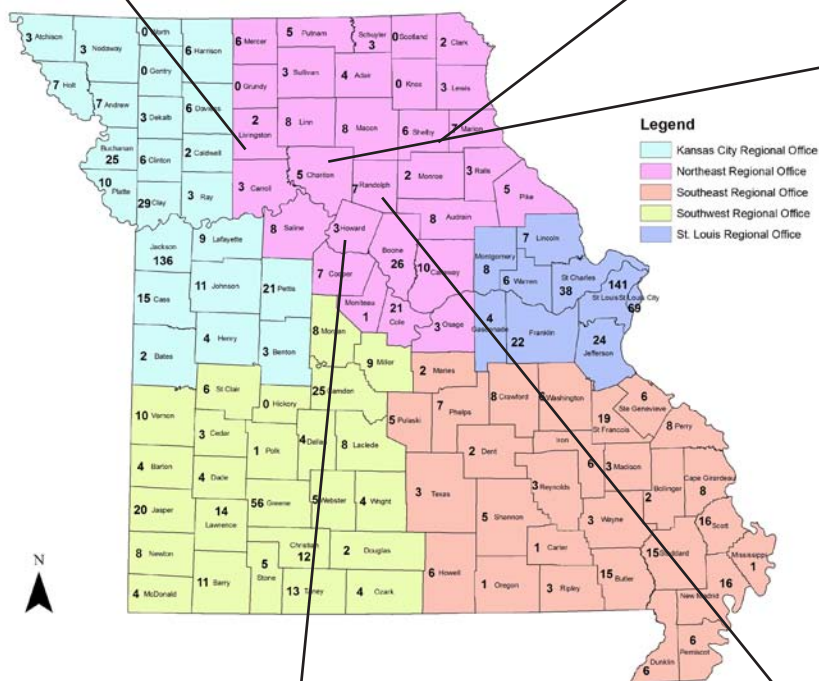 3 Atchison
3 Nodaway
0 Worth
6 Harrison
6 Mercer
5 Putnam
Schuyler
3
0 Scotland
2 Clark
7 Holt
7 Andrew
0 Gentry
6 Daviess
0 Grundy
3 Sullivan
4 Adair
0 Knox
3 Lewis
3 Dekalb
2
Livingston
8 Linn
8 Macon
6 Shelby
7 Marion
Buchanan
25
6 Clinton
2 Caldwell
10
Platte
29 Clay
3 Ray
3 Carroll
5 Chariton
7 Randolph
2 Monroe
3 Ralls
5
Pike
Jackson
136
9 Lafayette
8 Saline
3 Howard
Boone
26
8
Audrain
10 Callaway
Montgomery
8
7 Lincoln
6 Warren
St Charles
38
141
St Louis
St Louis City
69
15 Cass
11 Johnson
21 Pettis
7 Cooper
Moniteau
1
21
Cole
3 Osage
4
Gasconade
Franklin
22
24
Jefferson
2 Bates
4 Henry
3 Benton
8 Morgan
9 Miller
2 Maries
6
St Clair
0 Hickory
25 Camden
5 Pulaski
7
Phelps
8 Crawford
6 Washington
19
St Francois
6
Ste Genevieve
8 Perry
10 Vernon
3 Cedar
1 Polk
4 Dallas
8 Laclede
2 Dent
Iron
6
3 Madison
Bollinger
2
Cape Girardeau
8
4 Barton
4 Dade
56 Greene
5 Webster
4 Wright
3 Texas
3 Reynolds
5
Shannon
3 Wayne
16 Scott
Mississippi
1
20 Jasper
14
Lawrence
Christian
12
2 Douglas
1 Carter
15 Stoddard
8 Newton
5
Stone
6 Howell
1 Oregon
3 Ripley
15 Butler
16
New Madrid
4 McDonald
11 Barry
13 Taney
4 Ozark
6
Pemiscot
Dunklin
6
Legend
Kansas City Regional Office
Northeast Regional Office
Southeast Regional Office
Southwest Regional Office
St. Louis Regional Office
N